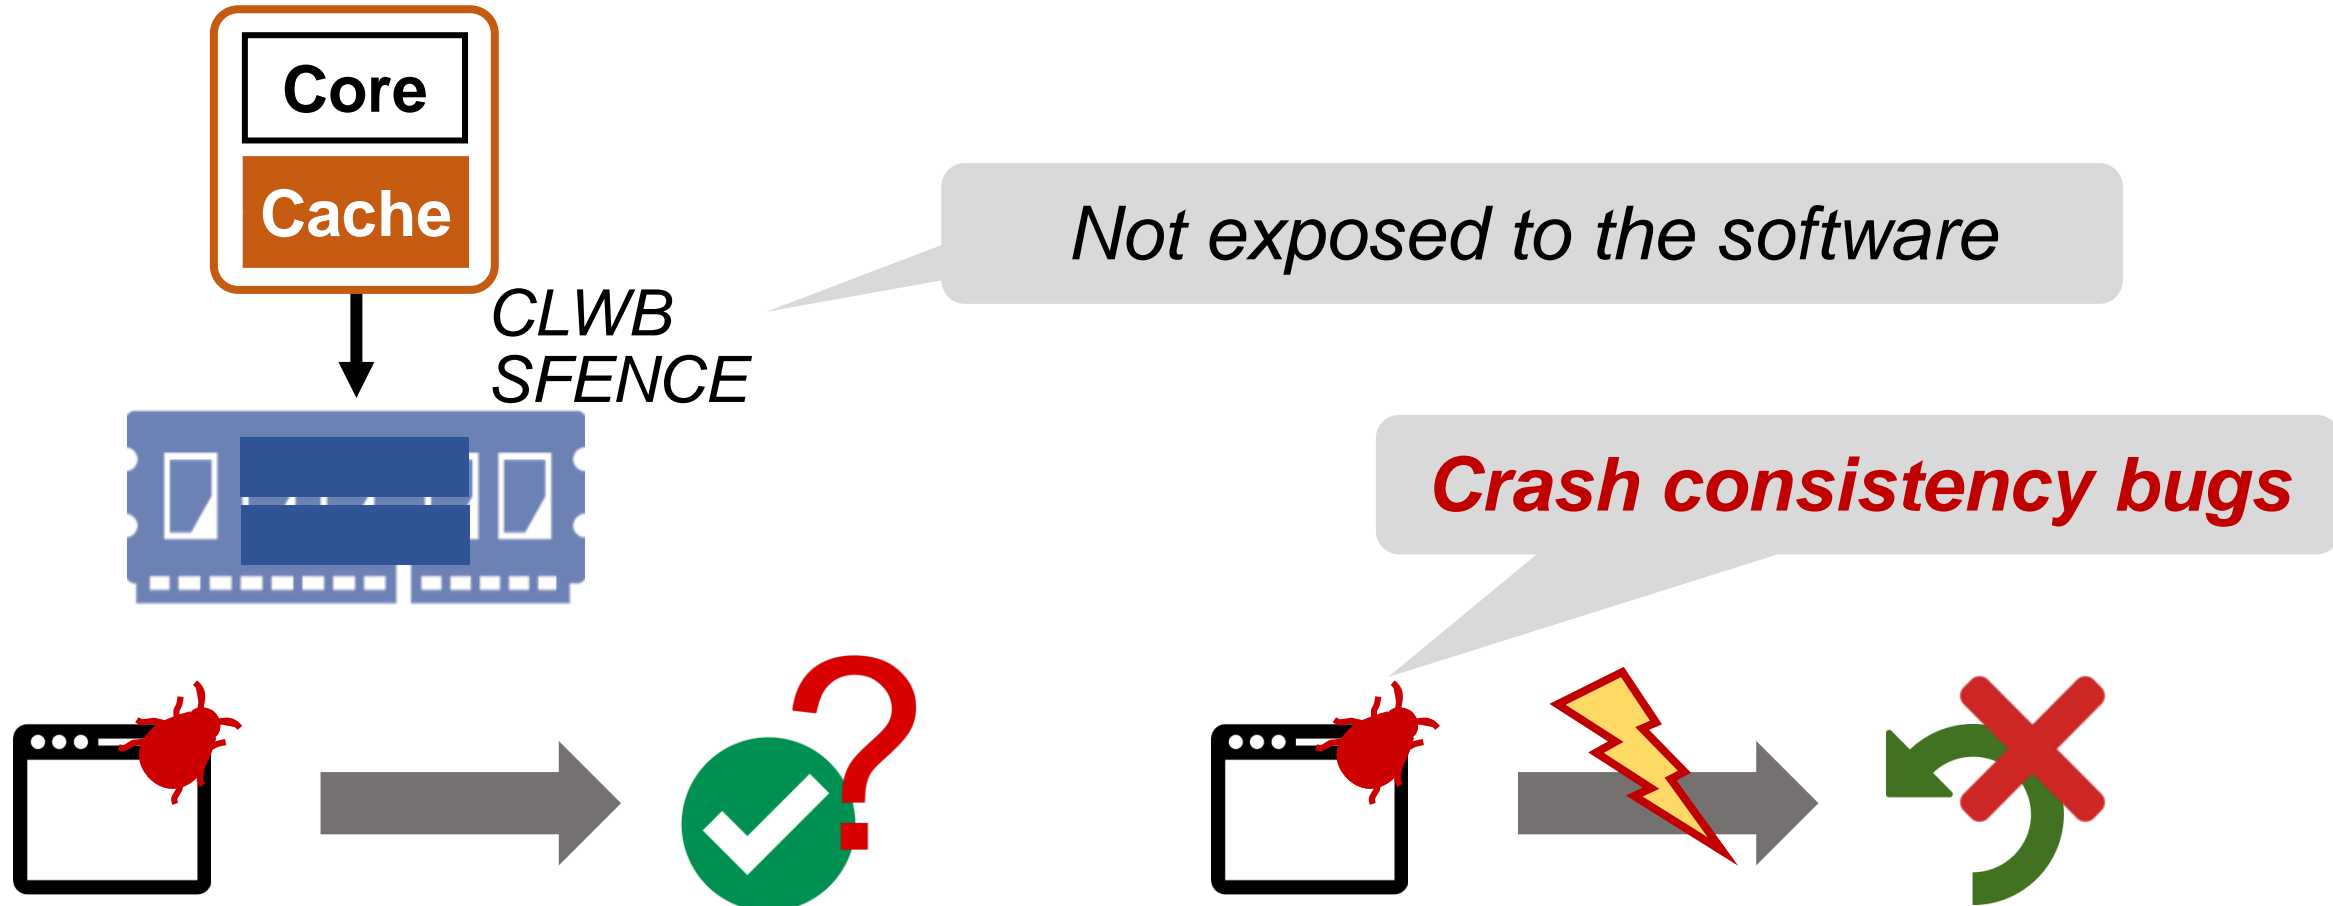 Core
Cache
CLWB
SFENCE
Not exposed to the software
Crash consistency bugs
?